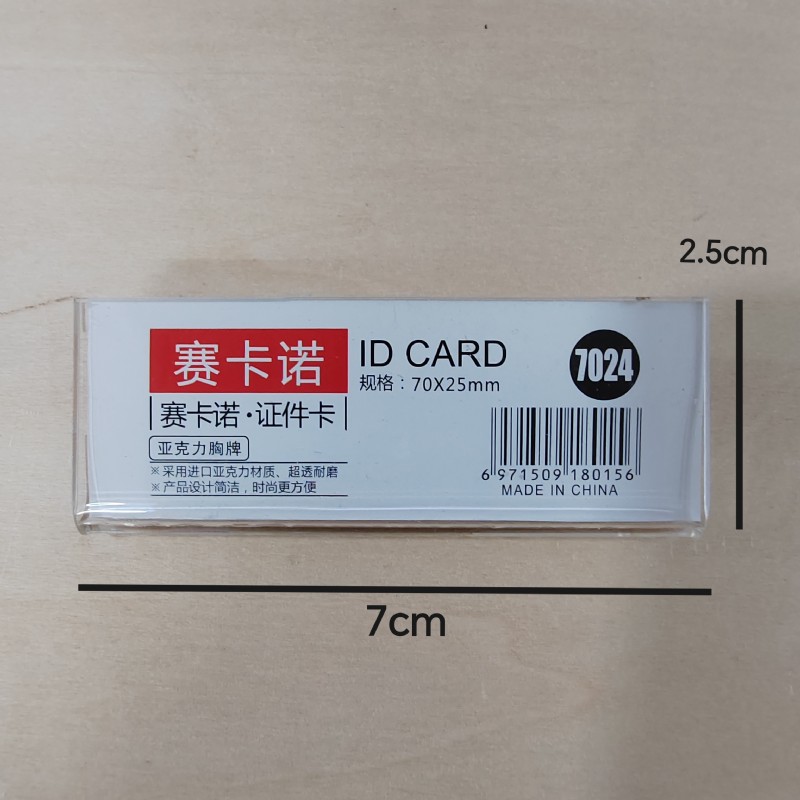 2.5cm
赛卡诺
ID CARD
规格：70X25mm
7024
赛卡诺·证件卡
亚克力胸牌
※采用进口亚克力材质、超透耐磨
※产品设计简洁，时尚更方便
6 971509 180156
MADE IN CHINA
7cm